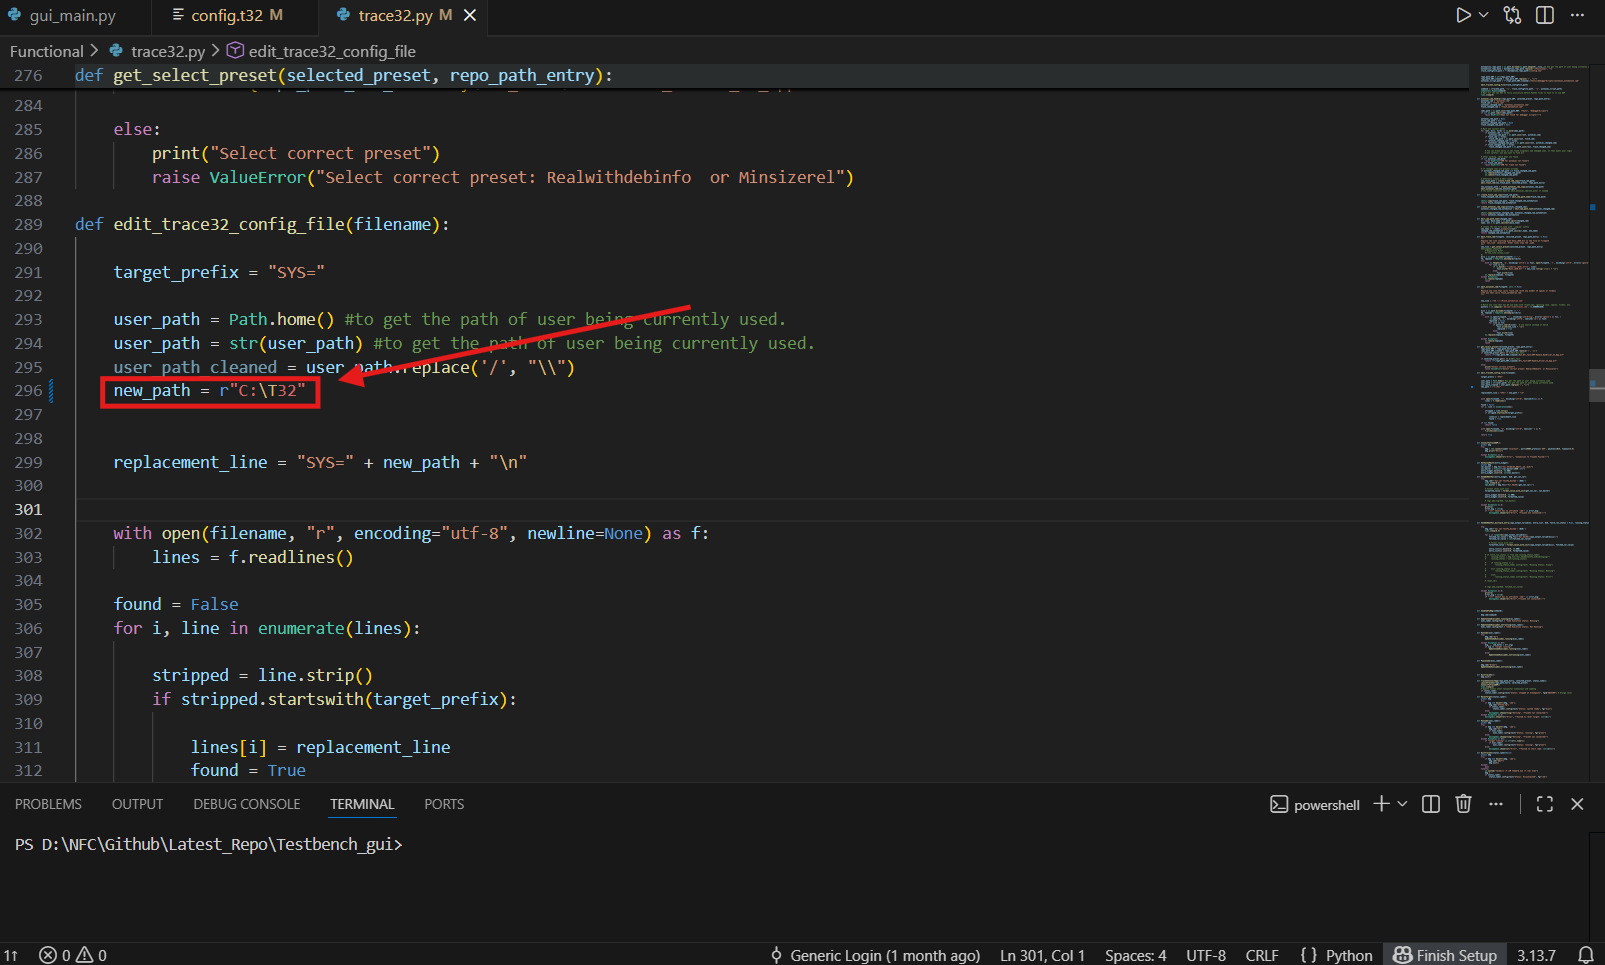 gui_main.py
config.t32 M
trace32.py M
Functional > trace32.py > edit_trace32_config_file
276 def get_select_preset(selected_preset, repo_path_entry):
284
285 else:
286 print("Select correct preset")
287 raise ValueError("Select correct preset: Realwithdebinfo  or Minsizerel")
288
289 def edit_trace32_config_file(filename):
290
291 target_prefix = "SYS="
292
293 user_path = Path.home() #to get the path of user being currently used.
294 user_path = str(user_path) #to get the path of user being currently used.
295 user_path_cleaned = user_path.replace('/', "\\")
296 new_path = r"C:\T32"
297
298
299 replacement_line = "SYS=" + new_path + "\n"
300
301
302 with open(filename, "r", encoding="utf-8", newline=None) as f:
303 lines = f.readlines()
304
305 found = False
306 for i, line in enumerate(lines):
307
308 stripped = line.strip()
309 if stripped.startswith(target_prefix):
310
311 lines[i] = replacement_line
312 found = True
PROBLEMS OUTPUT DEBUG CONSOLE TERMINAL PORTS
powershell
PS D:\NFC\Github\Latest_Repo\Testbench_gui>
1↑ 0 0 Generic Login (1 month ago) Ln 301, Col 1 Spaces: 4 UTF-8 CRLF { } Python Finish Setup 3.13.7